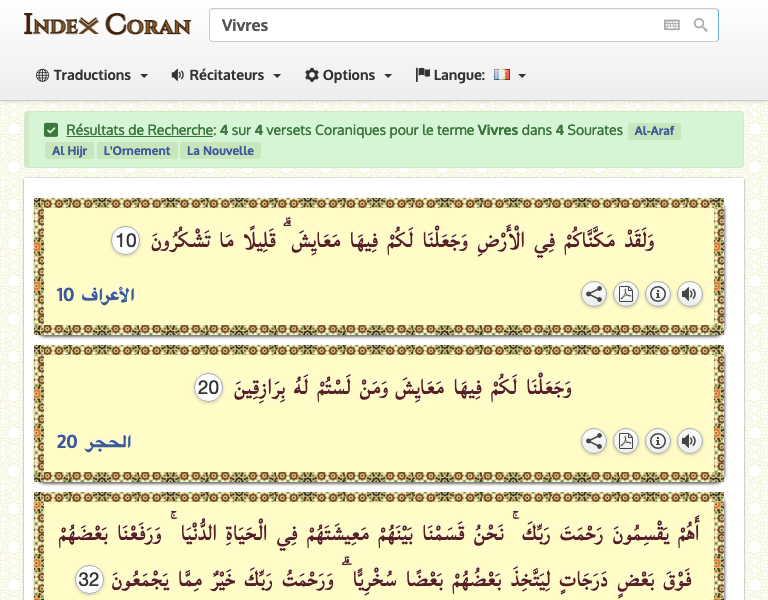 INDEX CORAN
Vivres
Traductions Récitateurs Options Langue:
Résultats de Recherche: 4 sur 4 versets Coraniques pour le terme Vivres dans 4 Sourates Al-Araf
Al Hijr L'Ornement La Nouvelle
وَلَقَدْ مَكَّنَّاكُمْ فِي الْأَرْضِ وَجَعَلْنَا لَكُمْ فِيهَا مَعَايِشَ ۗ قَلِيلًا مَا تَشْكُرُونَ 10
الأعراف 10
وَجَعَلْنَا لَكُمْ فِيهَا مَعَايِشَ وَمَنْ لَسْتُمْ لَهُ بِرَازِقِينَ 20
الحجر 20
أَهُمْ يَقْسِمُونَ رَحْمَتَ رَبِّكَ ۚ نَحْنُ قَسَمْنَا بَيْنَهُمْ مَعِيشَتَهُمْ فِي الْحَيَاةِ الدُّنْيَا ۚ وَرَفَعْنَا بَعْضَهُمْ
فَوْقَ بَعْضٍ دَرَجَاتٍ لِيَتَّخِذَ بَعْضُهُمْ بَعْضًا سُخْرِيًّا ۗ وَرَحْمَتُ رَبِّكَ خَيْرٌ مِمَّا يَجْمَعُونَ 32